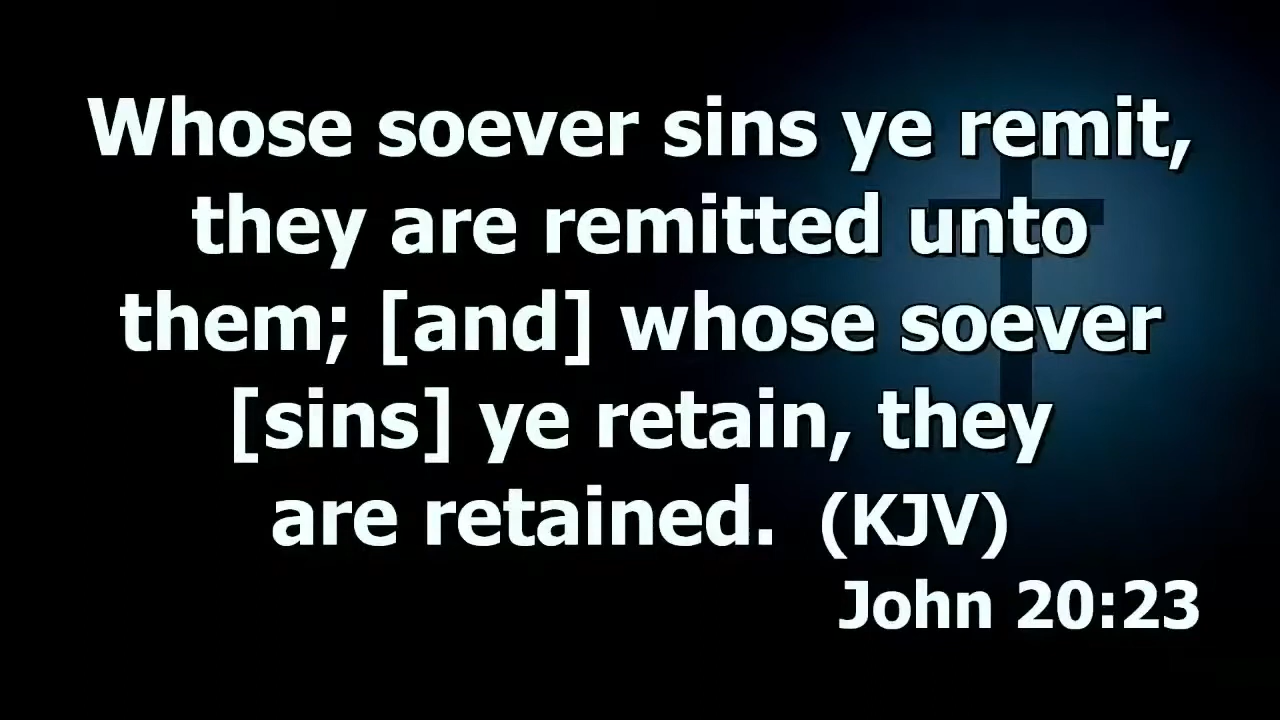 Whose soever sins ye remit,
they are remitted unto
them; [and] whose soever
[sins] ye retain, they
are retained. (KJV)
John 20:23